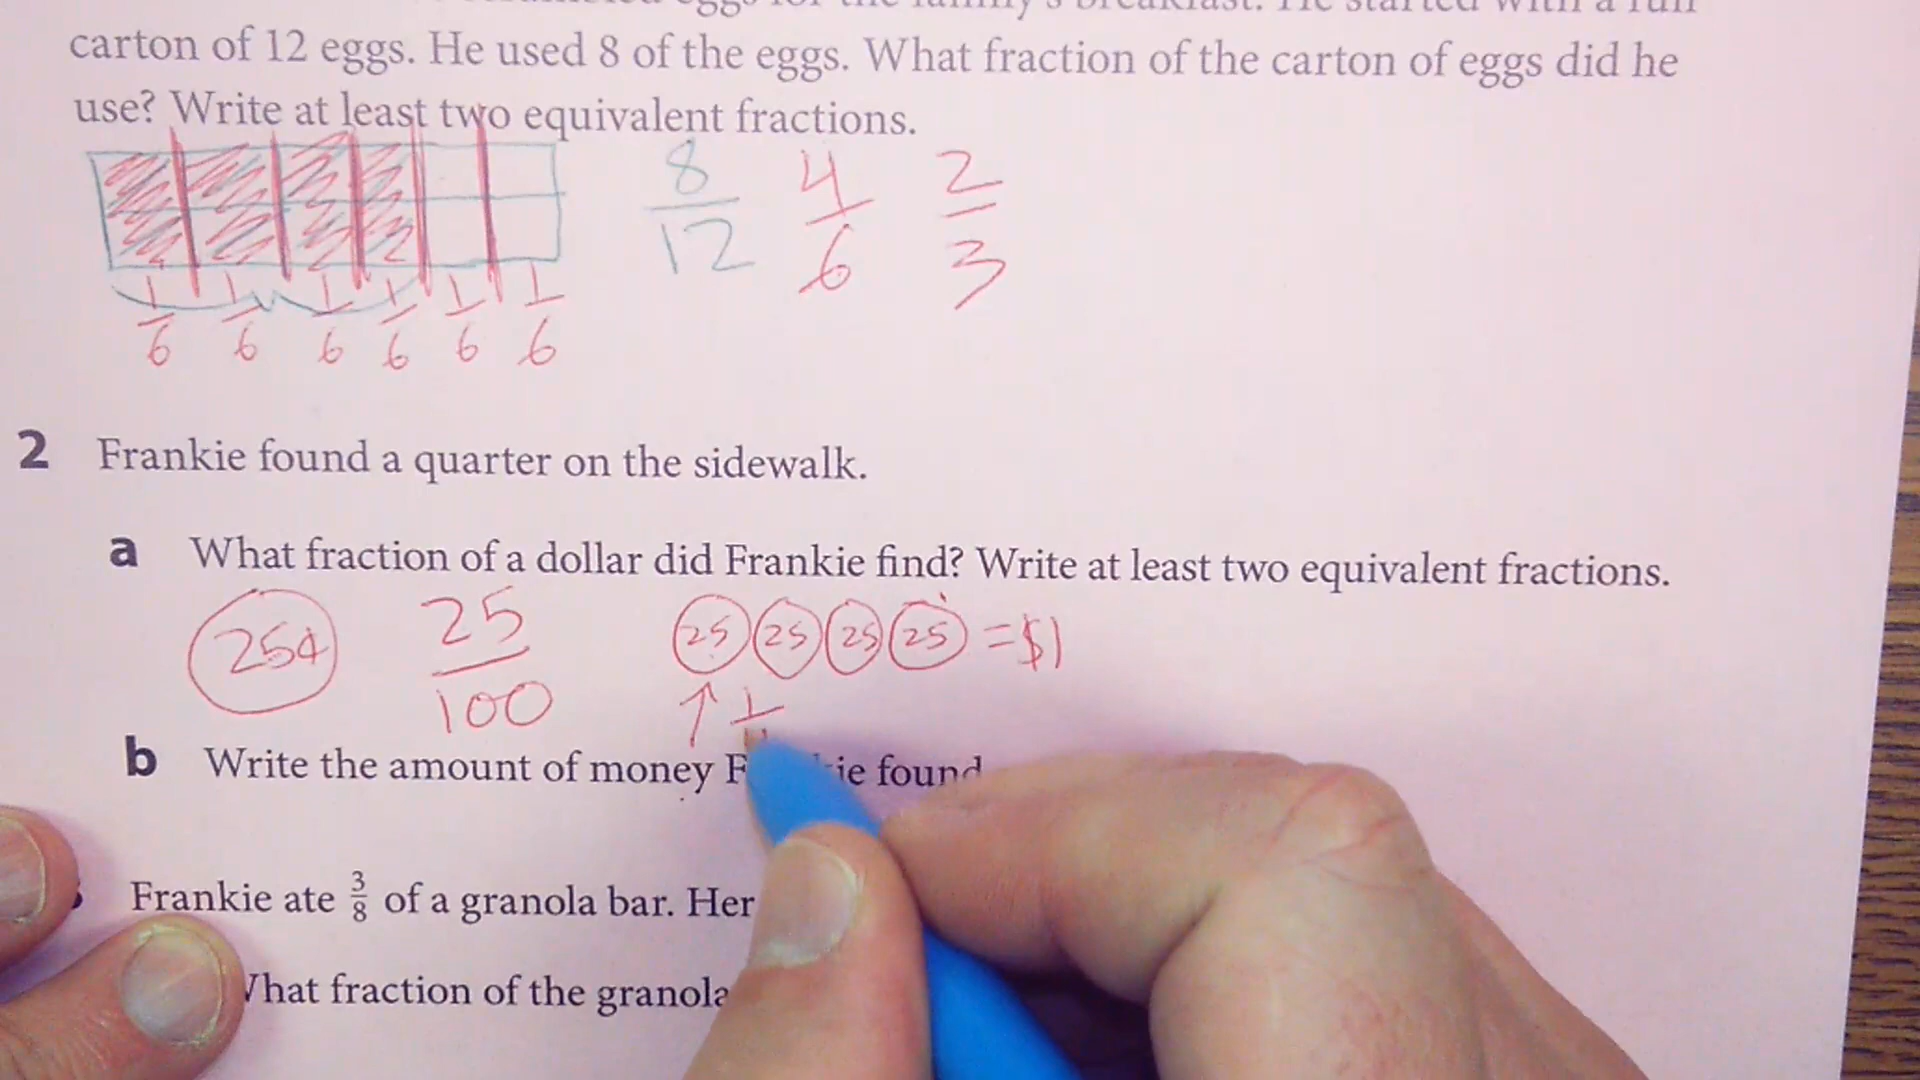 carton of 12 eggs. He used 8 of the eggs. What fraction of the carton of eggs did he
use? Write at least two equivalent fractions.
8/12 4/6 2/3
1/6 1/6 1/6 1/6 1/6 1/6
2 Frankie found a quarter on the sidewalk.
a What fraction of a dollar did Frankie find? Write at least two equivalent fractions.
25¢ 25/100 25 25 25 25 = $1
↑ 1
b Write the amount of money found
Frankie ate 3/8 of a granola bar. Her
fraction of the granola